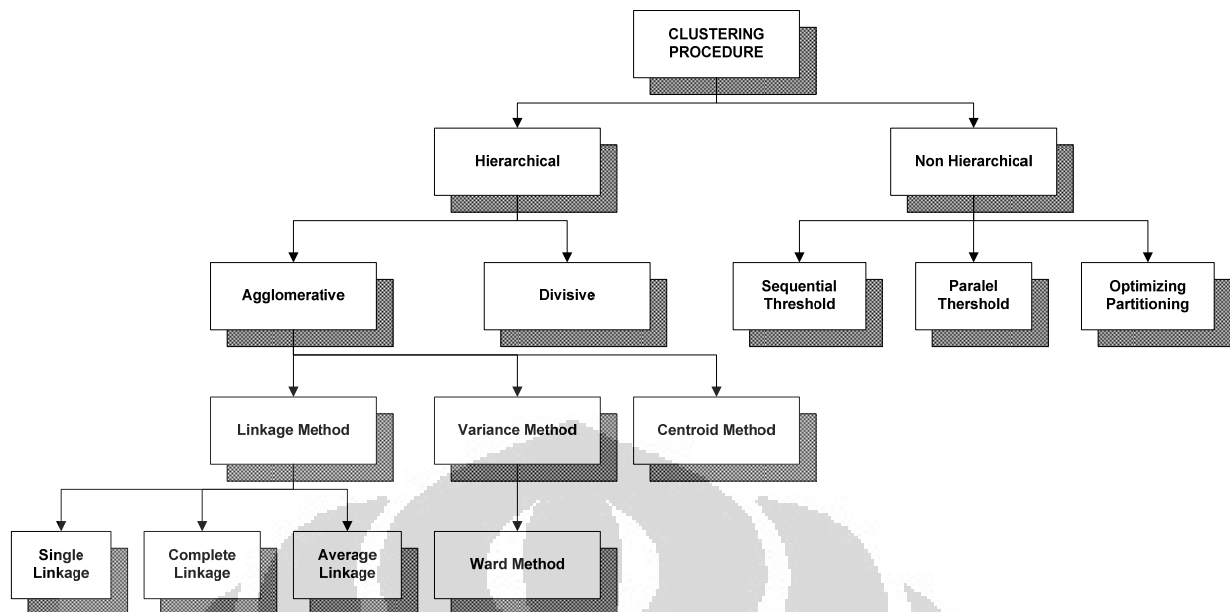 CLUSTERING
PROCEDURE
Hierarchical
Non Hierarchical
Agglomerative
Divisive
Sequential
Threshold
Paralel
Thershold
Optimizing
Partitioning
Linkage Method
Variance Method
Centroid Method
Single
Linkage
Complete
Linkage
Average
Linkage
Ward Method